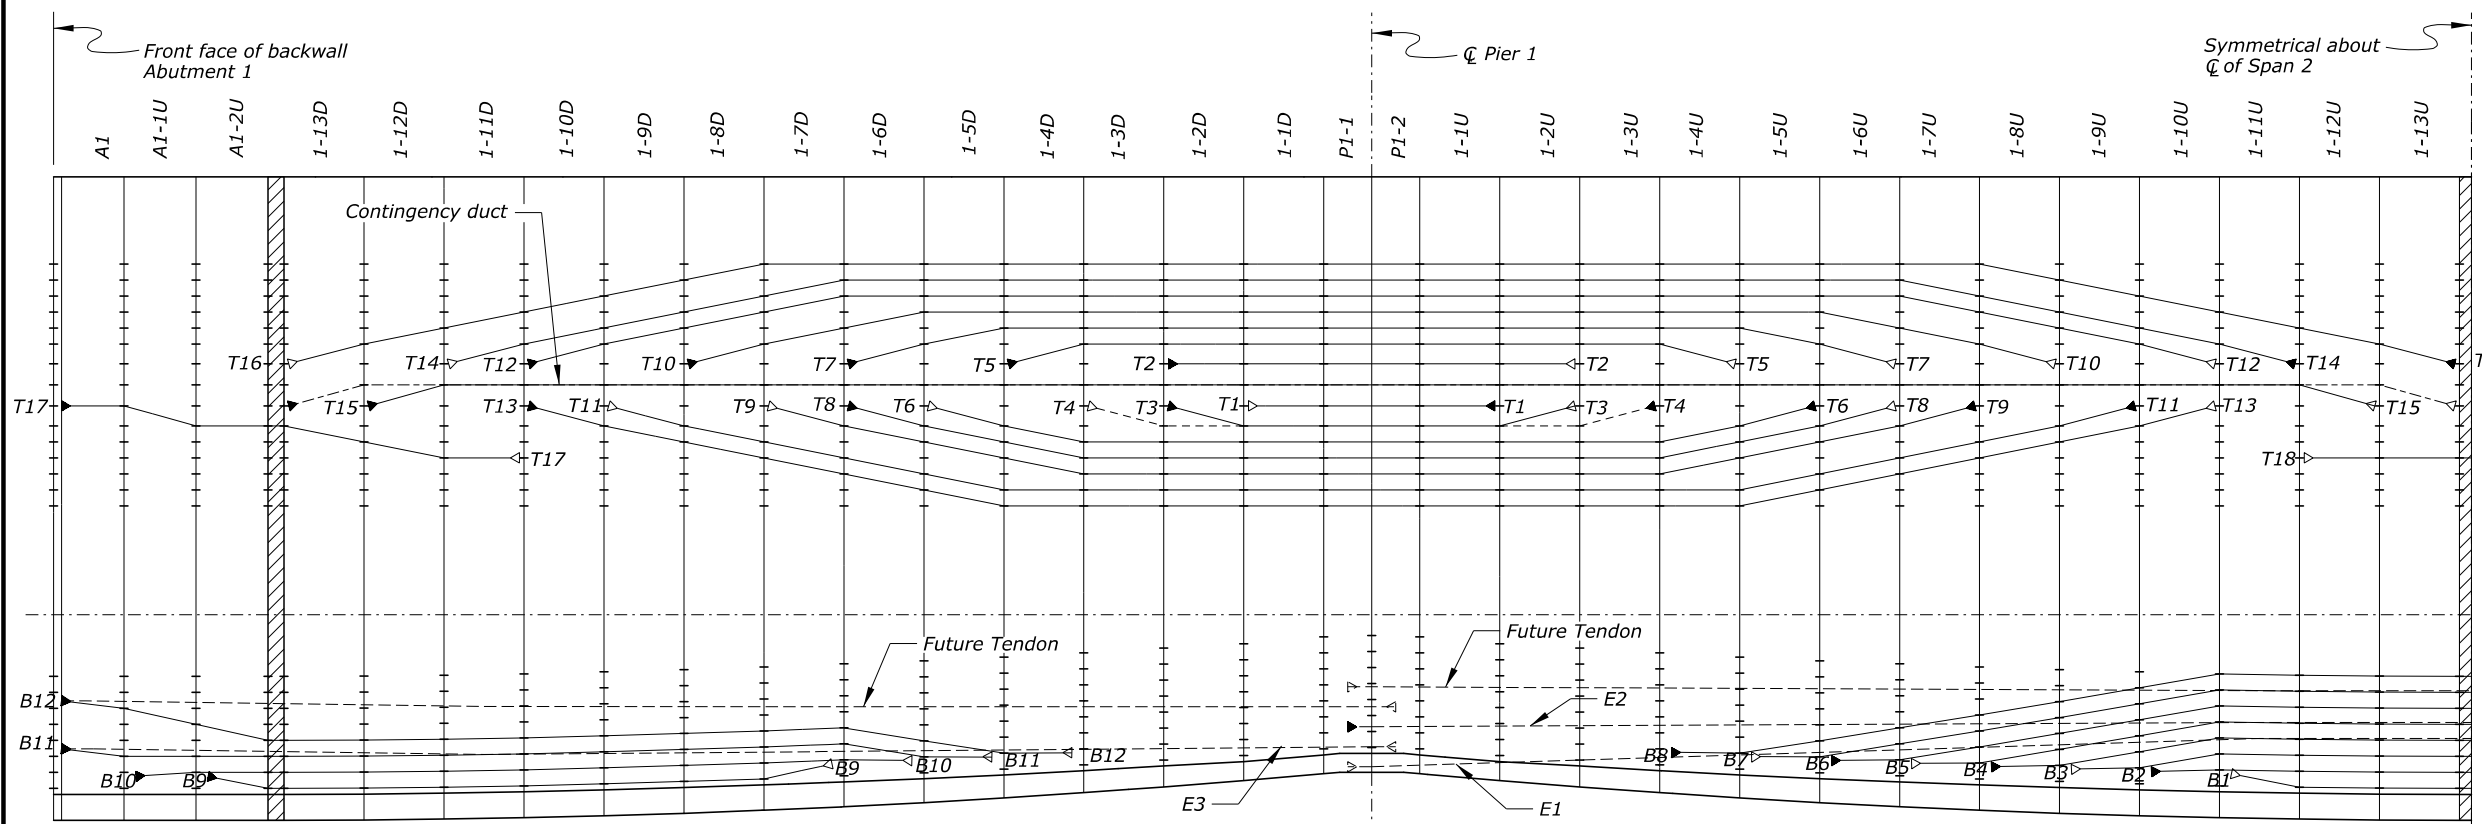 Front face of backwall
Abutment 1
℄ Pier 1
Symmetrical about
℄ of Span 2
A1
A1-1U
A1-2U
1-13D
1-12D
1-11D
1-10D
1-9D
1-8D
1-7D
1-6D
1-5D
1-4D
1-3D
1-2D
1-1D
P1-1
P1-2
1-1U
1-2U
1-3U
1-4U
1-5U
1-6U
1-7U
1-8U
1-9U
1-10U
1-11U
1-12U
1-13U
Contingency duct
T16
T14
T12
T10
T7
T5
T2
T2
T5
T7
T10
T12
T14
T
T17
T15
T13
T11
T9
T8
T6
T4
T3
T1
T1
T3
T4
T6
T8
T9
T11
T13
T15
T17
T18
Future Tendon
Future Tendon
B12
E2
B11
B10
B9
B9
B10
B11
B12
B8
B7
B6
B5
B4
B3
B2
B1
E3
E1